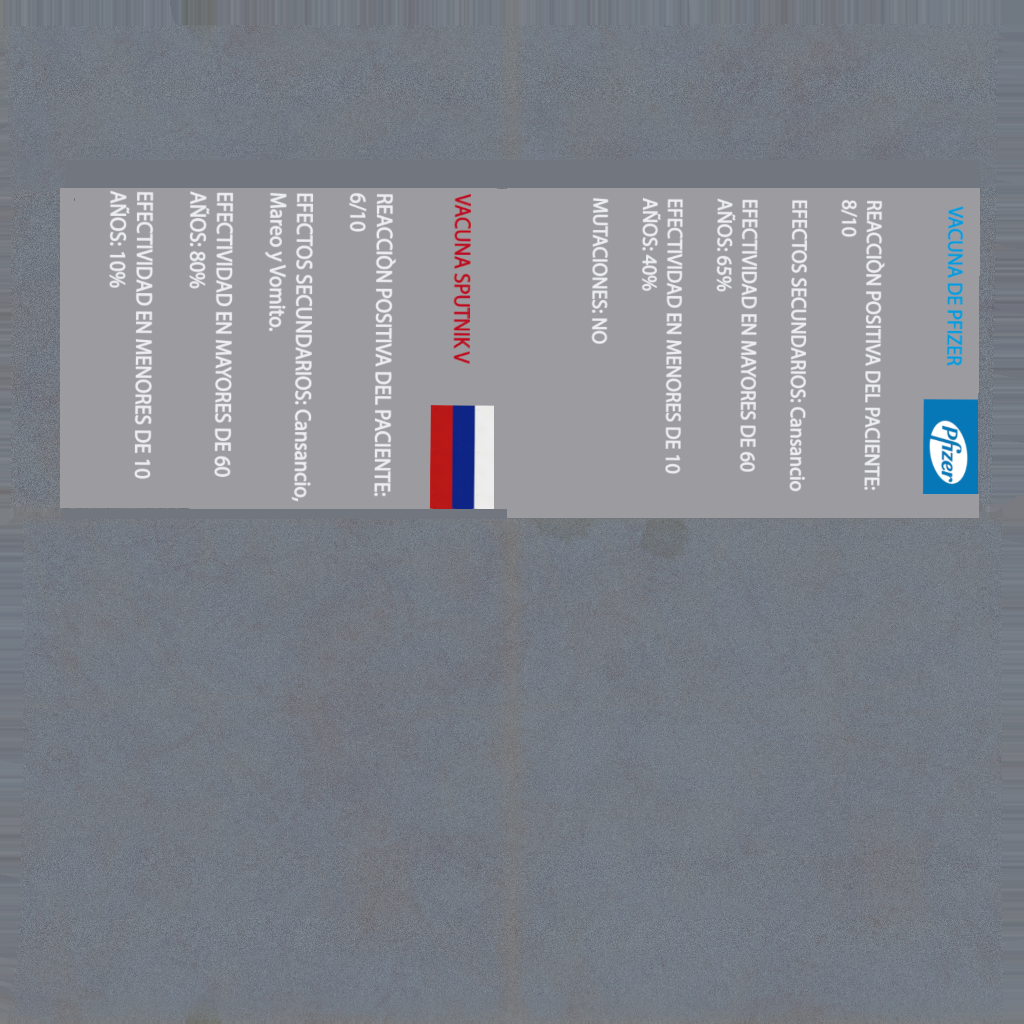 VACUNA DE PFIZER
Pfizer
REACCIÒN POSITIVA DEL PACIENTE:
8/10
EFECTOS SECUNDARIOS: Cansancio
EFECTIVIDAD EN MAYORES DE 60
AÑOS: 65%
EFECTIVIDAD EN MENORES DE 10
AÑOS: 40%
MUTACIONES: NO
VACUNA SPUTNIK V
REACCIÒN POSITIVA DEL PACIENTE:
6/10
EFECTOS SECUNDARIOS: Cansancio,
Mareo y Vomito.
EFECTIVIDAD EN MAYORES DE 60
AÑOS: 80%
EFECTIVIDAD EN MENORES DE 10
AÑOS: 10%